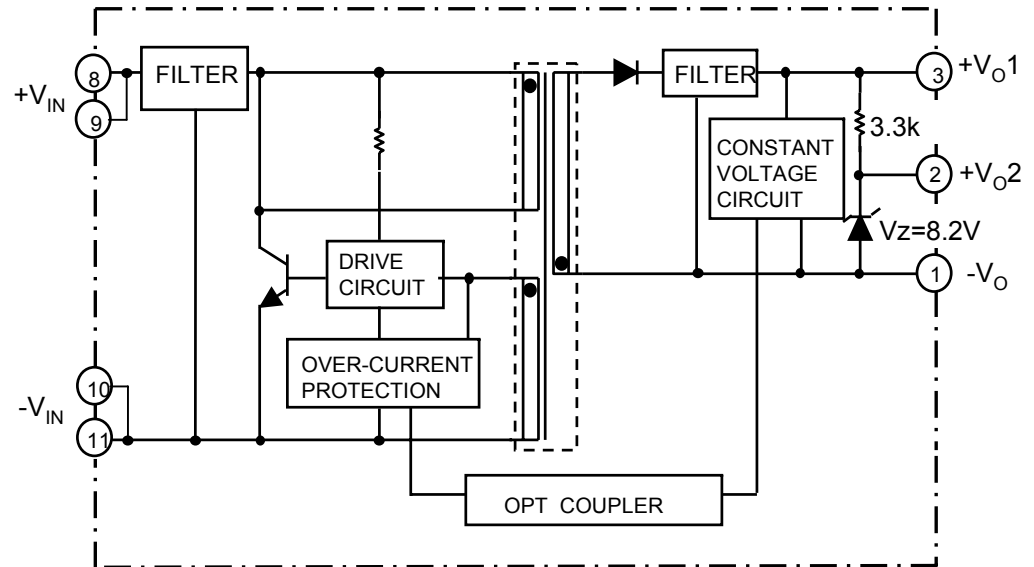 8
FILTER
FILTER
3
+VO1
+VIN
9
3.3k
CONSTANT
VOLTAGE
CIRCUIT
2
+VO2
Vz=8.2V
DRIVE
CIRCUIT
1
-VO
OVER-CURRENT
PROTECTION
10
-VIN
11
OPT COUPLER